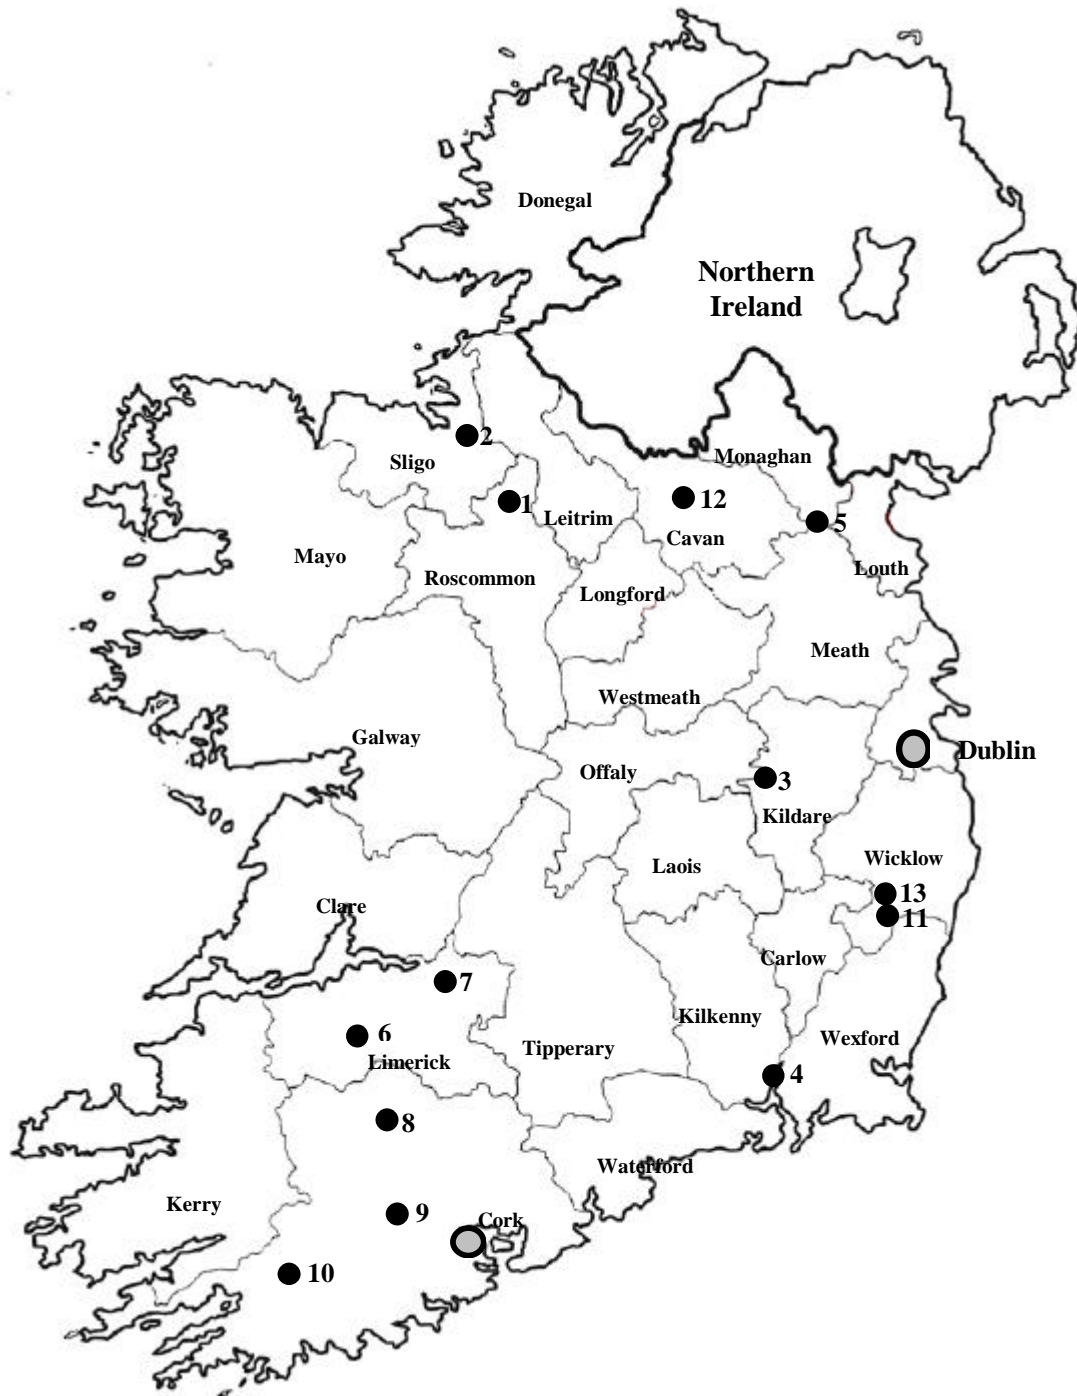 Donegal
Northern
Ireland
2
Monaghan
Sligo
12
1
Leitrim
5
Cavan
Mayo
Louth
Roscommon
Longford
Meath
Westmeath
Galway
Dublin
Offaly
3
Kildare
Wicklow
Laois
13
Clare
11
Carlow
7
Kilkenny
6
Wexford
Tipperary
Limerick
4
8
Waterford
Kerry
9
Cork
10